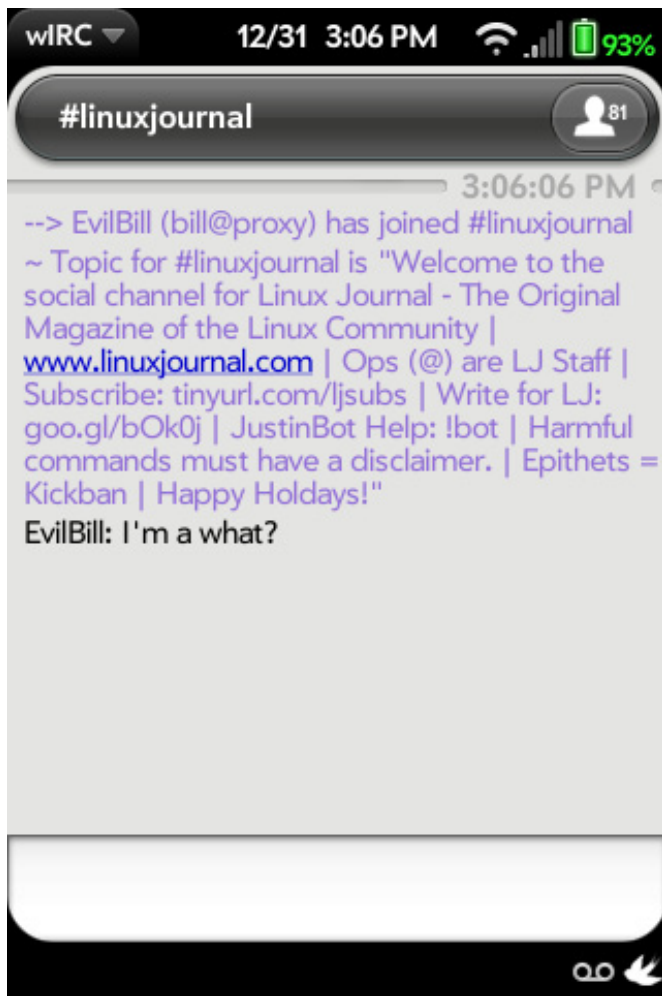 wIRC 12/31 3:06 PM 93%
#linuxjournal 81
3:06:06 PM
--> EvilBill (bill@proxy) has joined #linuxjournal
~ Topic for #linuxjournal is "Welcome to the
social channel for Linux Journal - The Original
Magazine of the Linux Community |
www.linuxjournal.com | Ops (@) are LJ Staff |
Subscribe: tinyurl.com/ljsubs | Write for LJ:
goo.gl/bOk0j | JustinBot Help: !bot | Harmful
commands must have a disclaimer. | Epithets =
Kickban | Happy Holdays!"
EvilBill: I'm a what?